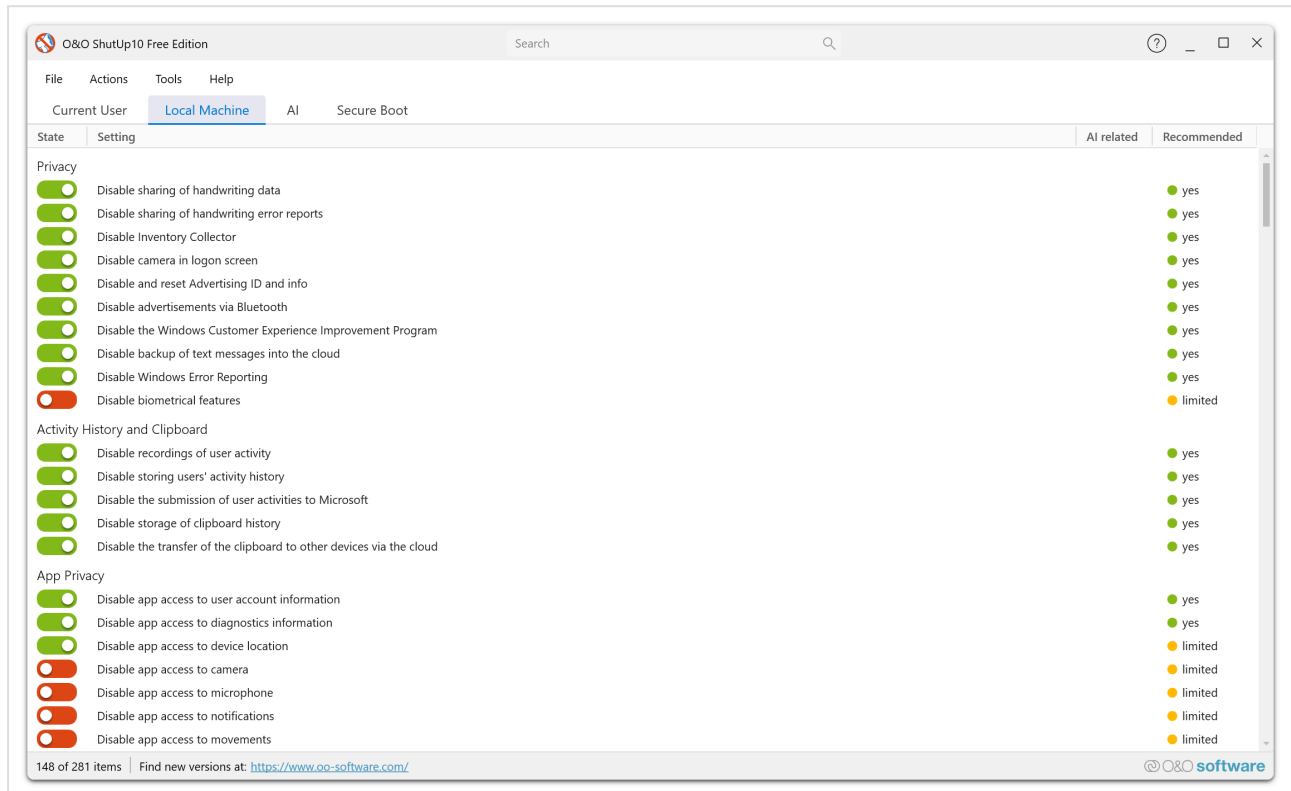 O&O ShutUp10 Free Edition Search ?
File Actions Tools Help
Current User Local Machine AI Secure Boot
State Setting AI related Recommended
Privacy
Disable sharing of handwriting data yes
Disable sharing of handwriting error reports yes
Disable Inventory Collector yes
Disable camera in logon screen yes
Disable and reset Advertising ID and info yes
Disable advertisements via Bluetooth yes
Disable the Windows Customer Experience Improvement Program yes
Disable backup of text messages into the cloud yes
Disable Windows Error Reporting yes
Disable biometrical features limited
Activity History and Clipboard
Disable recordings of user activity yes
Disable storing users' activity history yes
Disable the submission of user activities to Microsoft yes
Disable storage of clipboard history yes
Disable the transfer of the clipboard to other devices via the cloud yes
App Privacy
Disable app access to user account information yes
Disable app access to diagnostics information yes
Disable app access to device location limited
Disable app access to camera limited
Disable app access to microphone limited
Disable app access to notifications limited
Disable app access to movements limited
148 of 281 items Find new versions at: https://www.oo-software.com/ O&O software